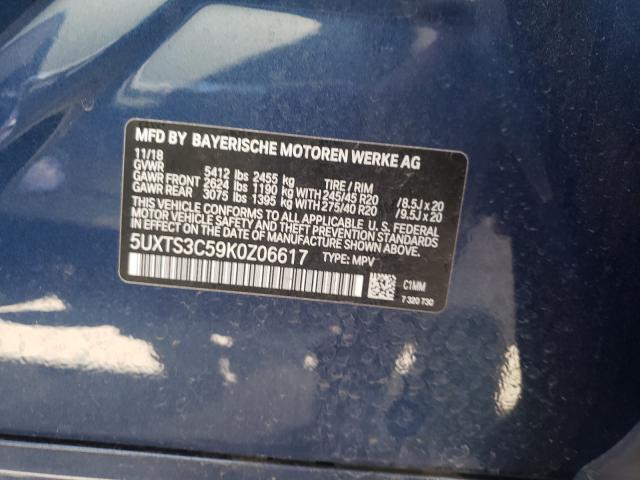 MFD BY BAYERISCHE MOTOREN WERKE AG
11/18
GVWR 5412 lbs 2455 kg TIRE / RIM
GAWR FRONT 2624 lbs 1190 kg WITH 245/45 R20 /8.5J x 20
GAWR REAR 3075 lbs 1395 kg WITH 275/40 R20 /9.5J x 20
THIS VEHICLE CONFORMS TO ALL APPLICABLE U.S. FEDERAL
MOTOR VEHICLE SAFETY AND THEFT PREVENTION STANDARDS
IN EFFECT ON THE DATE OF MANUFACTURE SHOWN ABOVE.
5UXTS3C59K0Z06617 TYPE: MPV
C1MM
7 320 730